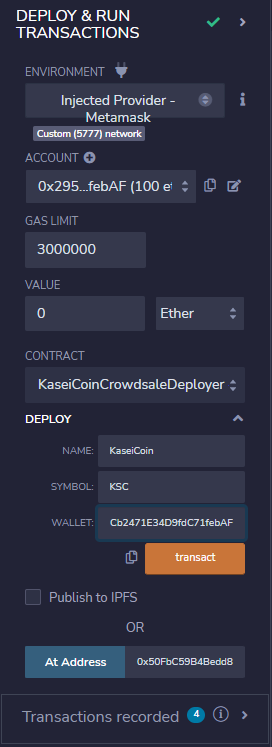 DEPLOY & RUN
TRANSACTIONS
ENVIRONMENT
Injected Provider -
Metamask
Custom (5777) network
ACCOUNT
0x295...febAF (100 et
GAS LIMIT
3000000
VALUE
0 Ether
CONTRACT
KaseiCoinCrowdsaleDeployer
DEPLOY
NAME: KaseiCoin
SYMBOL: KSC
WALLET: Cb2471E34D9fdC71febAF
transact
Publish to IPFS
OR
At Address 0x50FbC59B4Bedd8
Transactions recorded 4 i